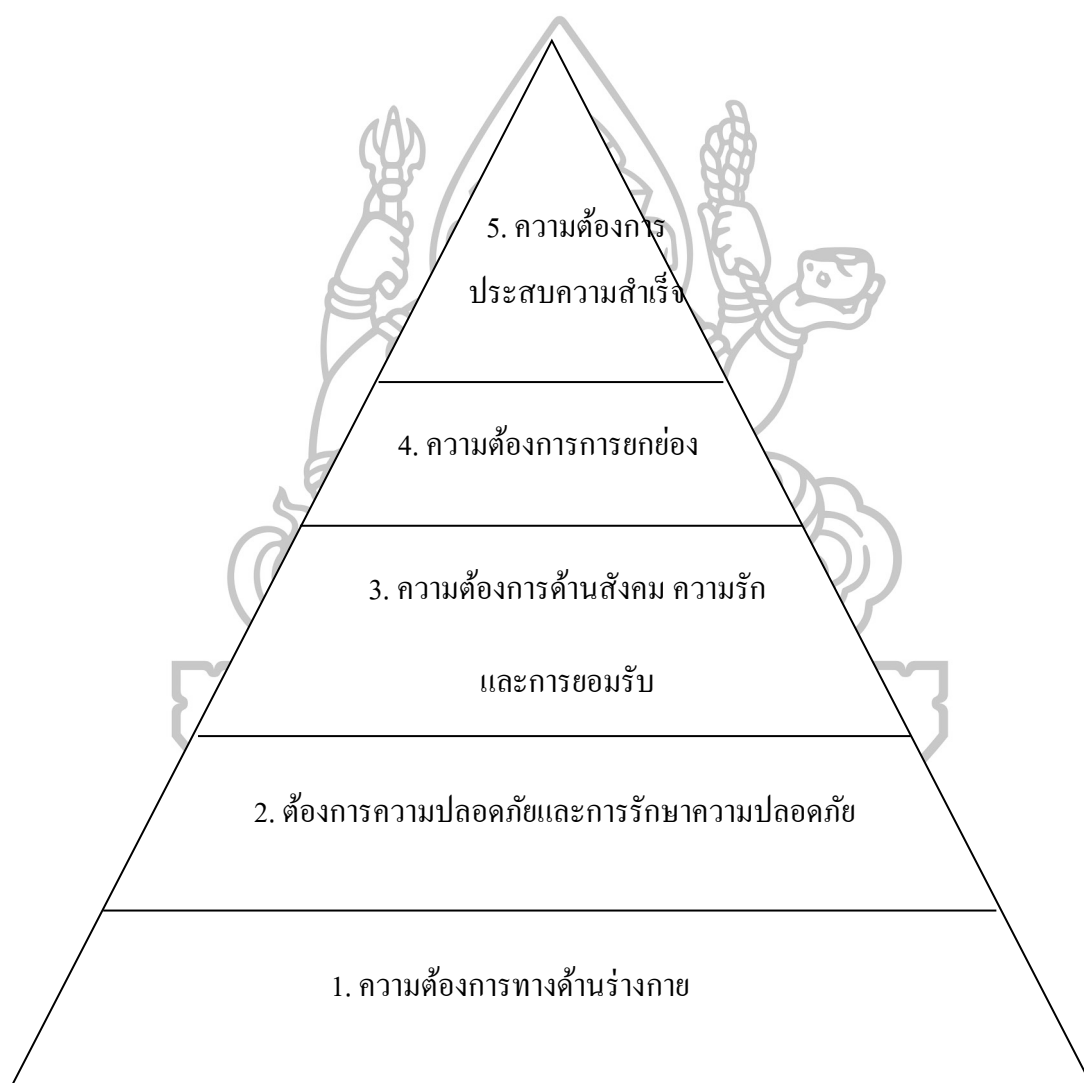 5. ความต้องการ
ประสบความสำเร็จ
4. ความต้องการการยกย่อง
3. ความต้องการด้านสังคม ความรัก
และการยอมรับ
2. ต้องการความปลอดภัยและการรักษาความปลอดภัย
1. ความต้องการทางด้านร่างกาย